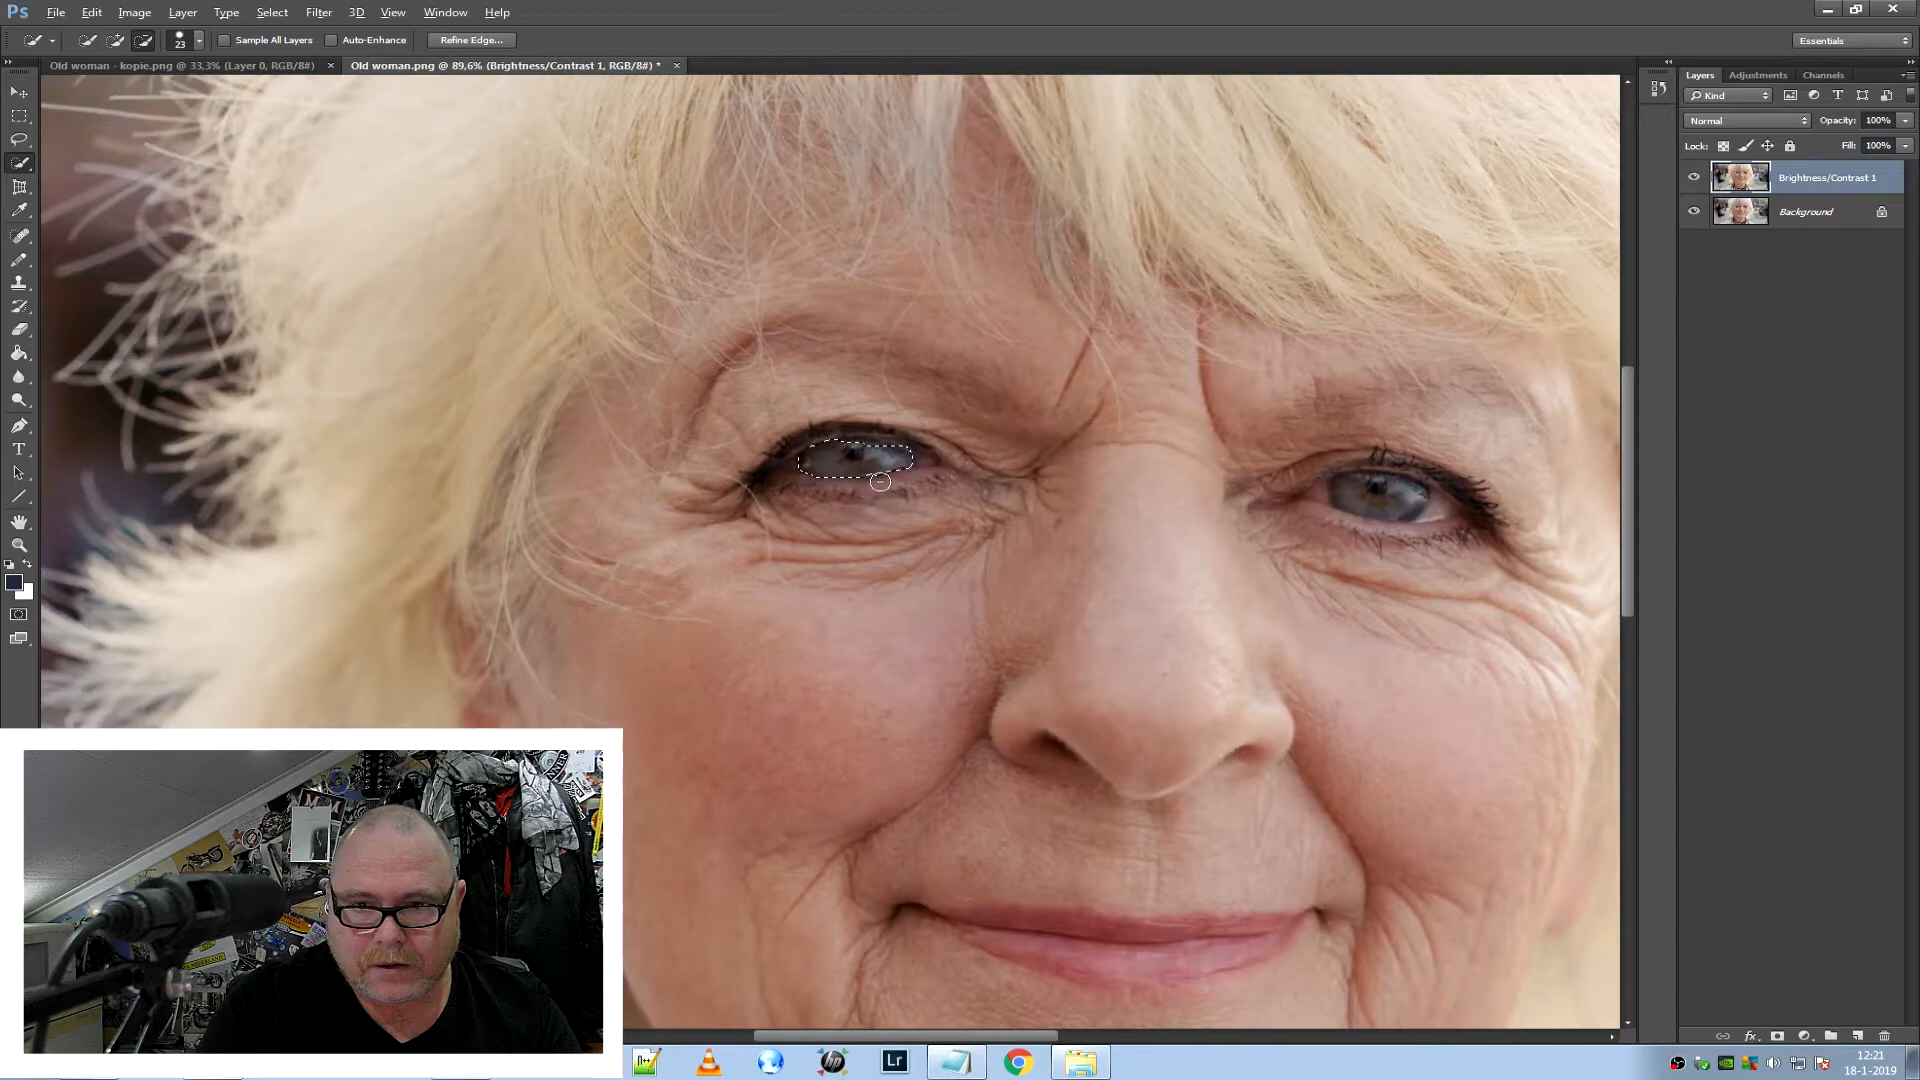 Ps File Edit Image Layer Type Select Filter 3D View Window Help
23 Sample All Layers Auto-Enhance Refine Edge... Essentials
Old woman - kopie.png @ 33,3% (Layer 0, RGB/8#) × Old woman.png @ 89,6% (Brightness/Contrast 1, RGB/8#) * ×
Layers Adjustments Channels
Kind
Normal Opacity: 100%
Lock: Fill: 100%
Brightness/Contrast 1
Background
T
Lr
12:21
18-1-2019